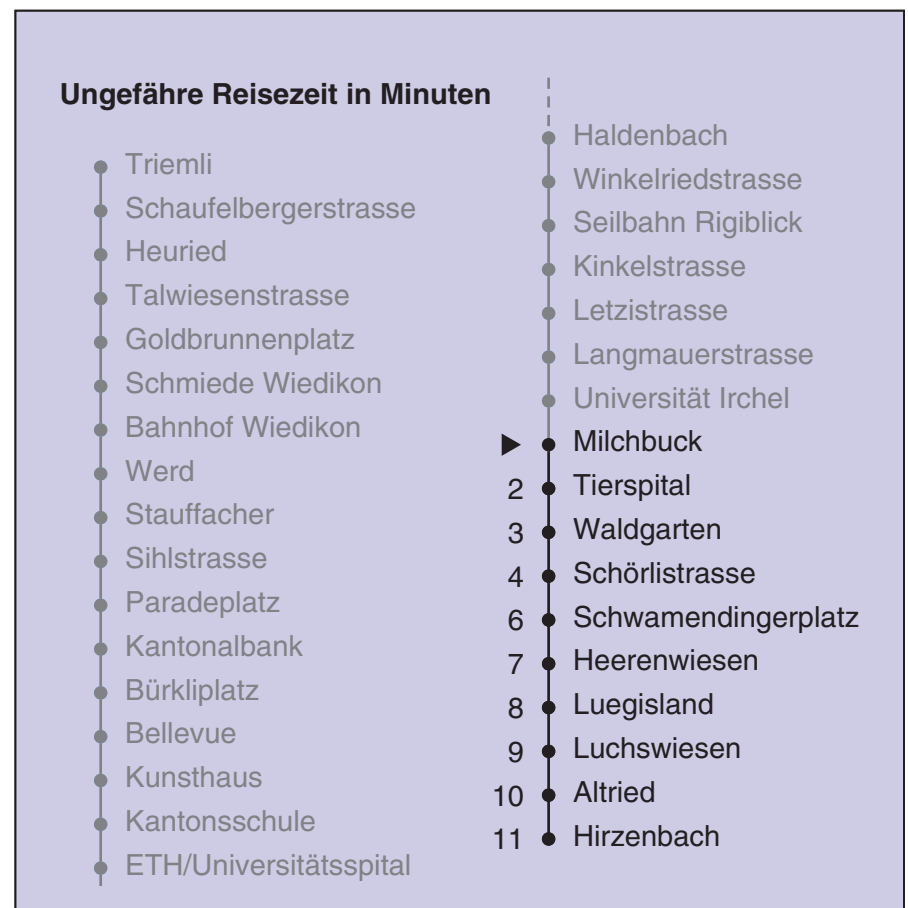 Ungefähre Reisezeit in Minuten
Triemli
Schaufelbergerstrasse
Heuried
Talwiesenstrasse
Goldbrunnenplatz
Schmiede Wiedikon
Bahnhof Wiedikon
Werd
Stauffacher
Sihlstrasse
Paradeplatz
Kantonalbank
Bürkliplatz
Bellevue
Kunsthaus
Kantonsschule
ETH/Universitätsspital
Haldenbach
Winkelriedstrasse
Seilbahn Rigiblick
Kinkelstrasse
Letzistrasse
Langmauerstrasse
Universität Irchel
Milchbuck
2 Tierspital
3 Waldgarten
4 Schörlistrasse
6 Schwamendingerplatz
7 Heerenwiesen
8 Luegisland
9 Luchswiesen
10 Altried
11 Hirzenbach